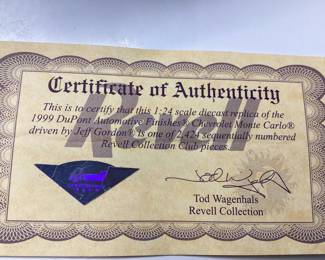 Certificate of Authenticity
This is to certify that this 1:24 scale diecast replica of the
1999 DuPont Automotive Finishes® Chevrolet Monte Carlo®
driven by Jeff Gordon® is one of 2,424 sequentially numbered
Revell Collection Club pieces.
Tod Wagenhals
Revell Collection